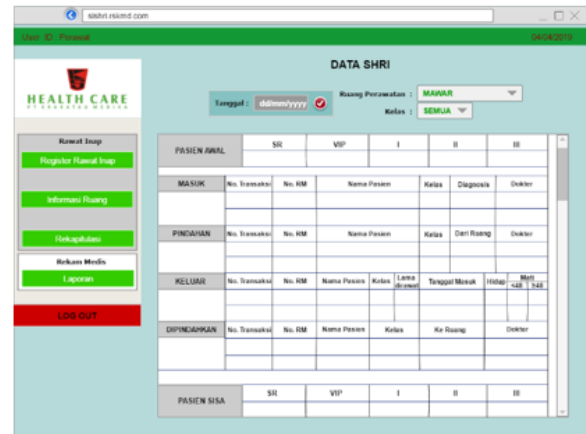 sishri.rskmd.com
User ID : Perawat
04/04/2019
HEALTH CARE
DATA SHRI
Tanggal : dd/mm/yyyy
Ruang Perawatan : MAWAR
Kelas : SEMUA
Rawat Inap
Register Rawat Inap
Informasi Ruang
Rekapitulasi
Rekam Medis
Laporan
LOG OUT
PASIEN AWAL SR VIP I II III
MASUK No. Transaksi No. RM Nama Pasien Kelas Diagnosis Dokter
PINDAHAN No. Transaksi No. RM Nama Pasien Kelas Dari Ruang Dokter
KELUAR No. Transaksi No. RM Nama Pasien Kelas Lama dirawat Tanggal Masuk Hidup Mati <48 ≥48
DIPINDAHKAN No. Transaksi No. RM Nama Pasien Kelas Ke Ruang Dokter
PASIEN SISA SR VIP I II III